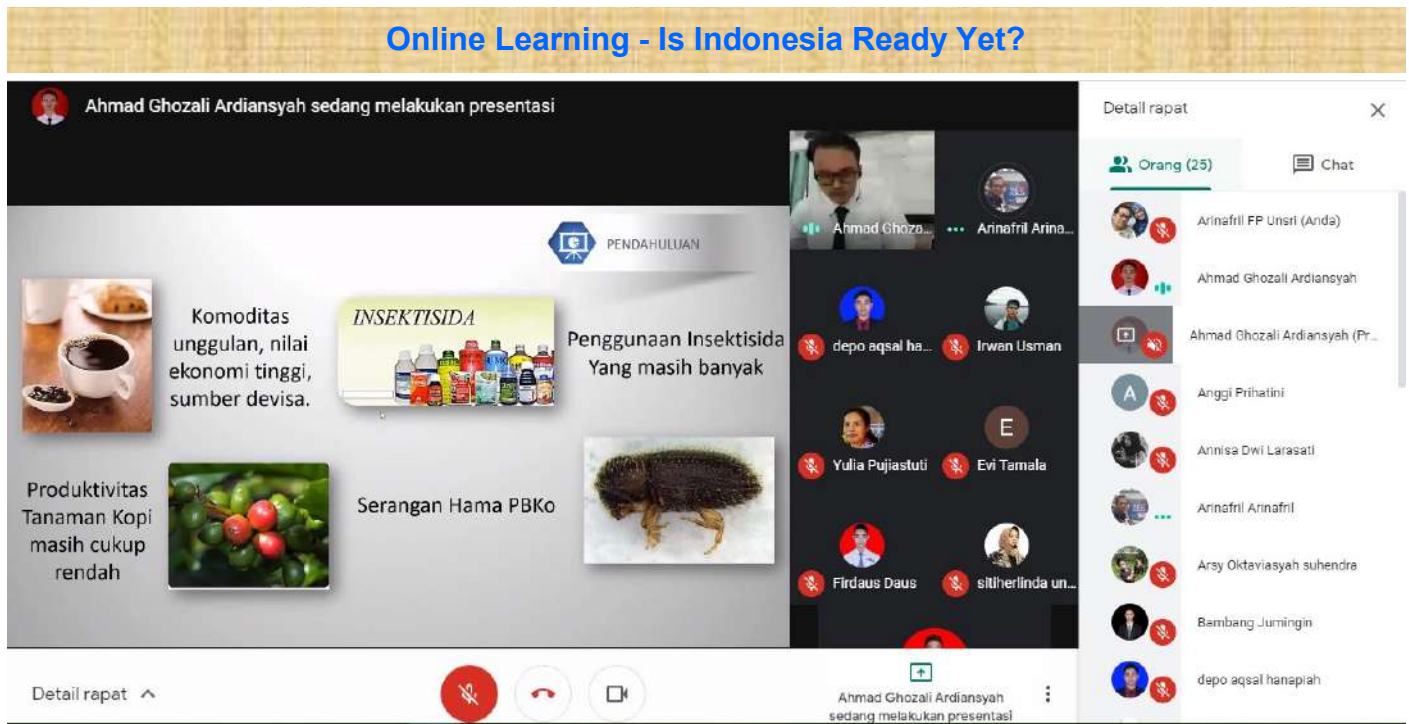 Online Learning - Is Indonesia Ready Yet?
Ahmad Ghozali Ardiansyah sedang melakukan presentasi
PENDAHULUAN
Komoditas
unggulan, nilai
ekonomi tinggi,
sumber devisa.
INSEKTISIDA
Penggunaan Insektisida
Yang masih banyak
Produktivitas
Tanaman Kopi
masih cukup
rendah
Serangan Hama PBKo
Ahmad Ghoza...
Arinafril Arina...
depo aqsal ha...
Irwan Usman
Yulia Pujiastuti
E
Evi Tamala
Firdaus Daus
sitiherlinda un...
Detail rapat
Orang (25)
Chat
Arinafril FP Unsri (Anda)
Ahmad Ghozali Ardiansyah
Ahmad Ghozali Ardiansyah (Pr...
A
Anggi Prihatini
Annisa Dwi Larasati
Arinafril Arinafril
Arsy Oktaviasyah suhendra
Bambang Jumingin
depo aqsal hanapiah
Detail rapat
Ahmad Ghozali Ardiansyah
sedang melakukan presentasi